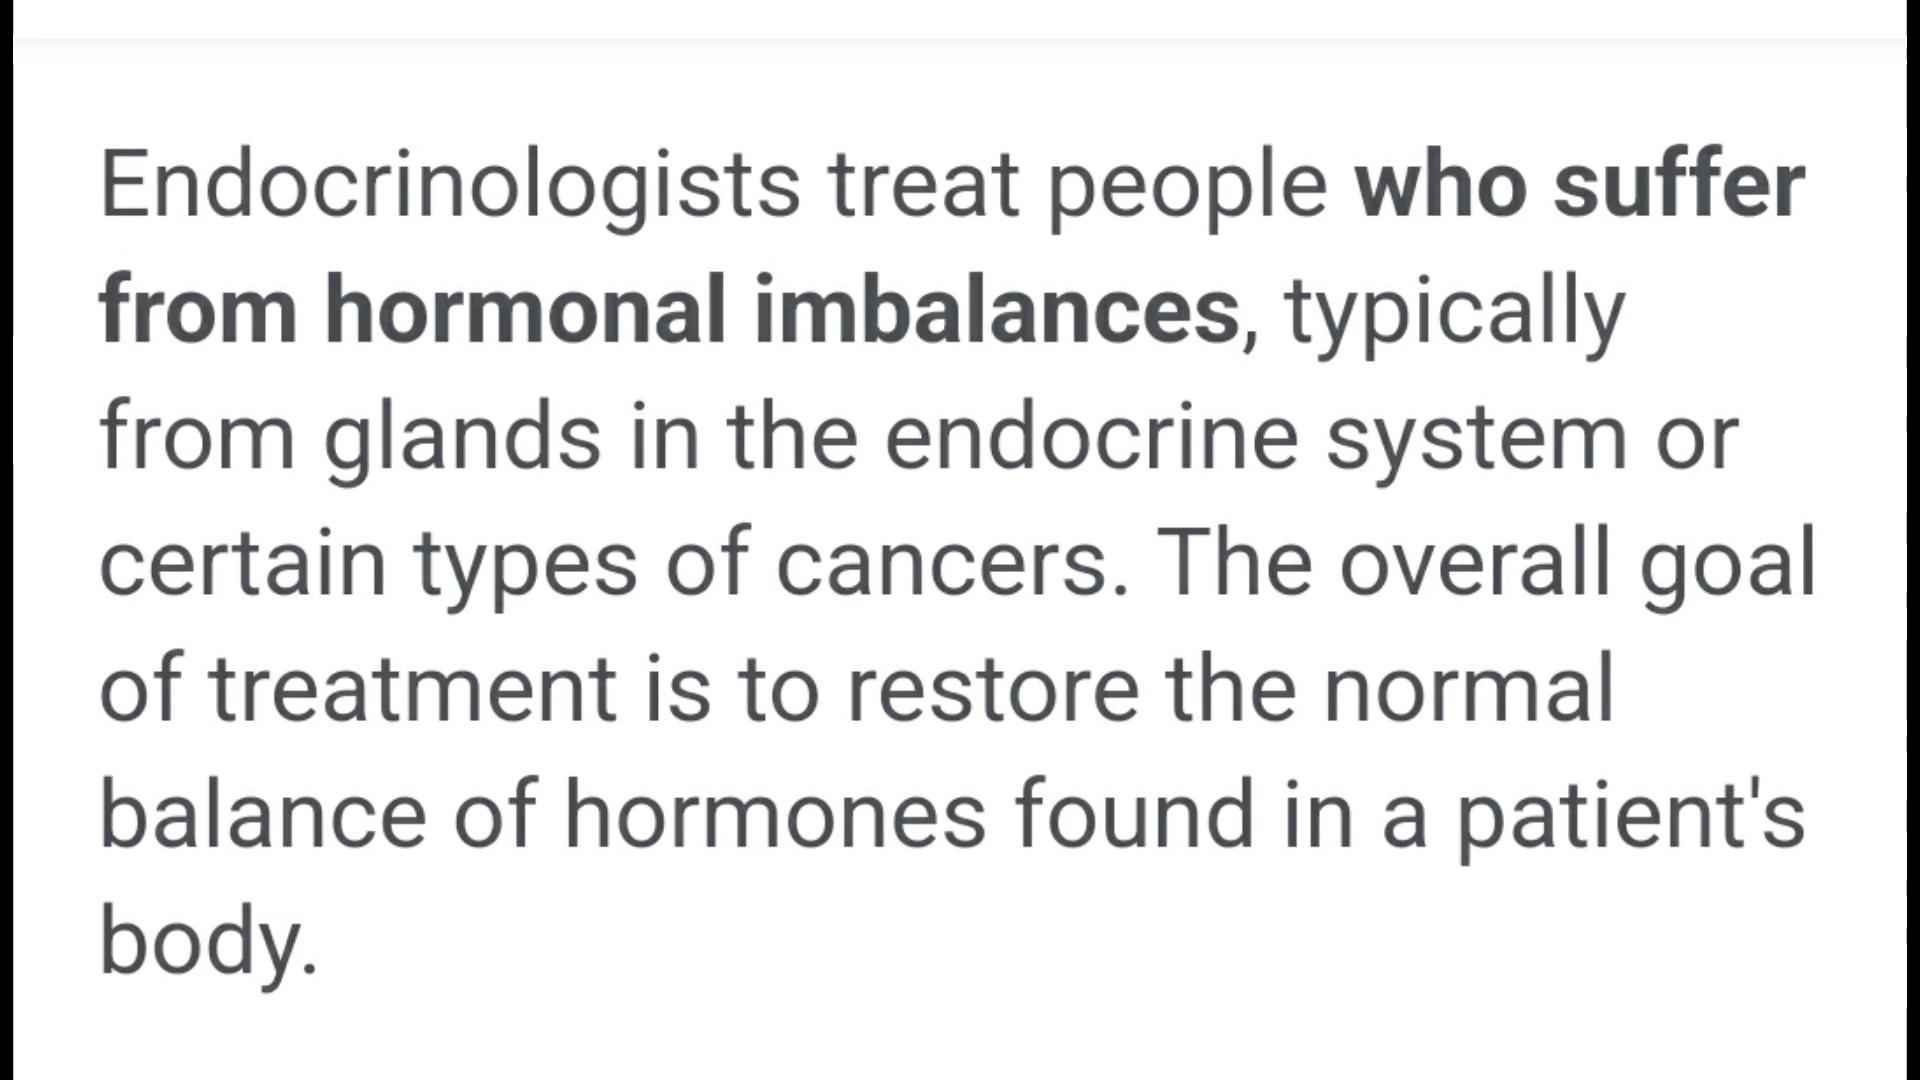 Endocrinologists treat people who suffer
from hormonal imbalances, typically
from glands in the endocrine system or
certain types of cancers. The overall goal
of treatment is to restore the normal
balance of hormones found in a patient's
body.